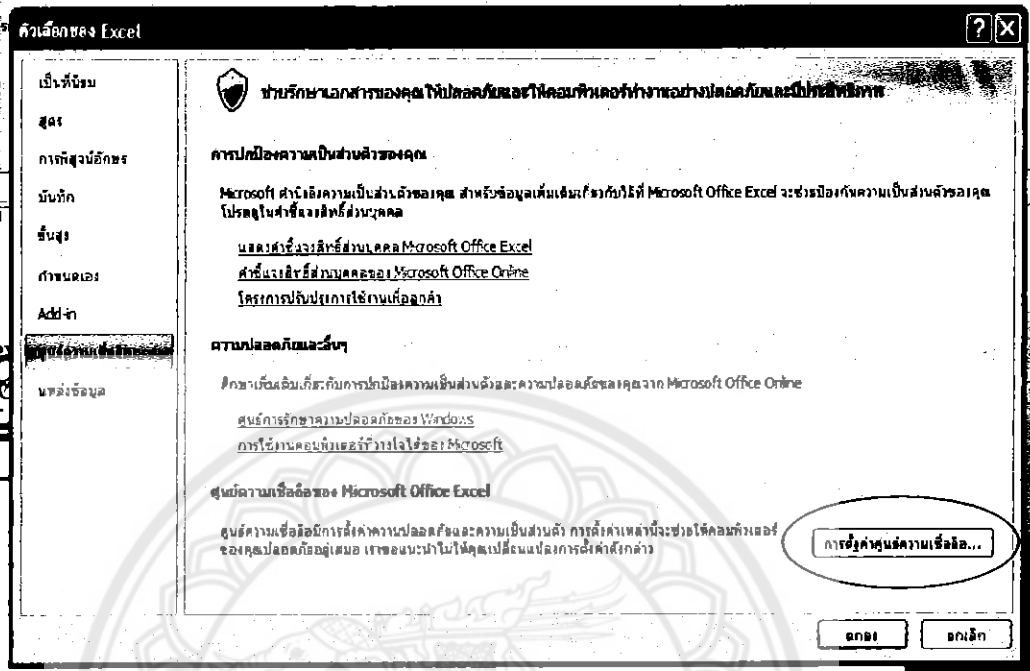 ตัวเลือกของ Excel
เป็นที่นิยม
สูตร
การพิสูจน์อักษร
บันทึก
ขั้นสูง
กำหนดเอง
Add-in
ศูนย์ความเชื่อถือ
แหล่งข้อมูล
ช่วยรักษาเอกสารของคุณให้ปลอดภัยและให้คอมพิวเตอร์ทำงานอย่างปลอดภัยและมีประสิทธิภาพ
การปกป้องความเป็นส่วนตัวของคุณ
Microsoft คำนึงถึงความเป็นส่วนตัวของคุณ สำหรับข้อมูลเพิ่มเติมเกี่ยวกับวิธีที่ Microsoft Office Excel จะช่วยป้องกันความเป็นส่วนตัวของคุณ
โปรดดูในคำชี้แจงสิทธิ์ส่วนบุคคล
แสดงคำชี้แจงสิทธิ์ส่วนบุคคล Microsoft Office Excel
คำชี้แจงสิทธิ์ส่วนบุคคลของ Microsoft Office Online
โครงการปรับปรุงการใช้งานเพื่อลูกค้า
ความปลอดภัยและอื่นๆ
ศึกษาเพิ่มเติมเกี่ยวกับการปกป้องความเป็นส่วนตัวและความปลอดภัยของคุณจาก Microsoft Office Online
ศูนย์การรักษาความปลอดภัยของ Windows
การใช้งานคอมพิวเตอร์ที่วางใจได้ของ Microsoft
ศูนย์ความเชื่อถือของ Microsoft Office Excel
ศูนย์ความเชื่อถือมีการตั้งค่าความปลอดภัยและความเป็นส่วนตัว การตั้งค่าเหล่านี้จะช่วยให้คอมพิวเตอร์
ของคุณปลอดภัยอยู่เสมอ เราขอแนะนำไม่ให้คุณเปลี่ยนแปลงการตั้งค่าดังกล่าว
การตั้งค่าศูนย์ความเชื่อถือ...
ตกลง
ยกเลิก